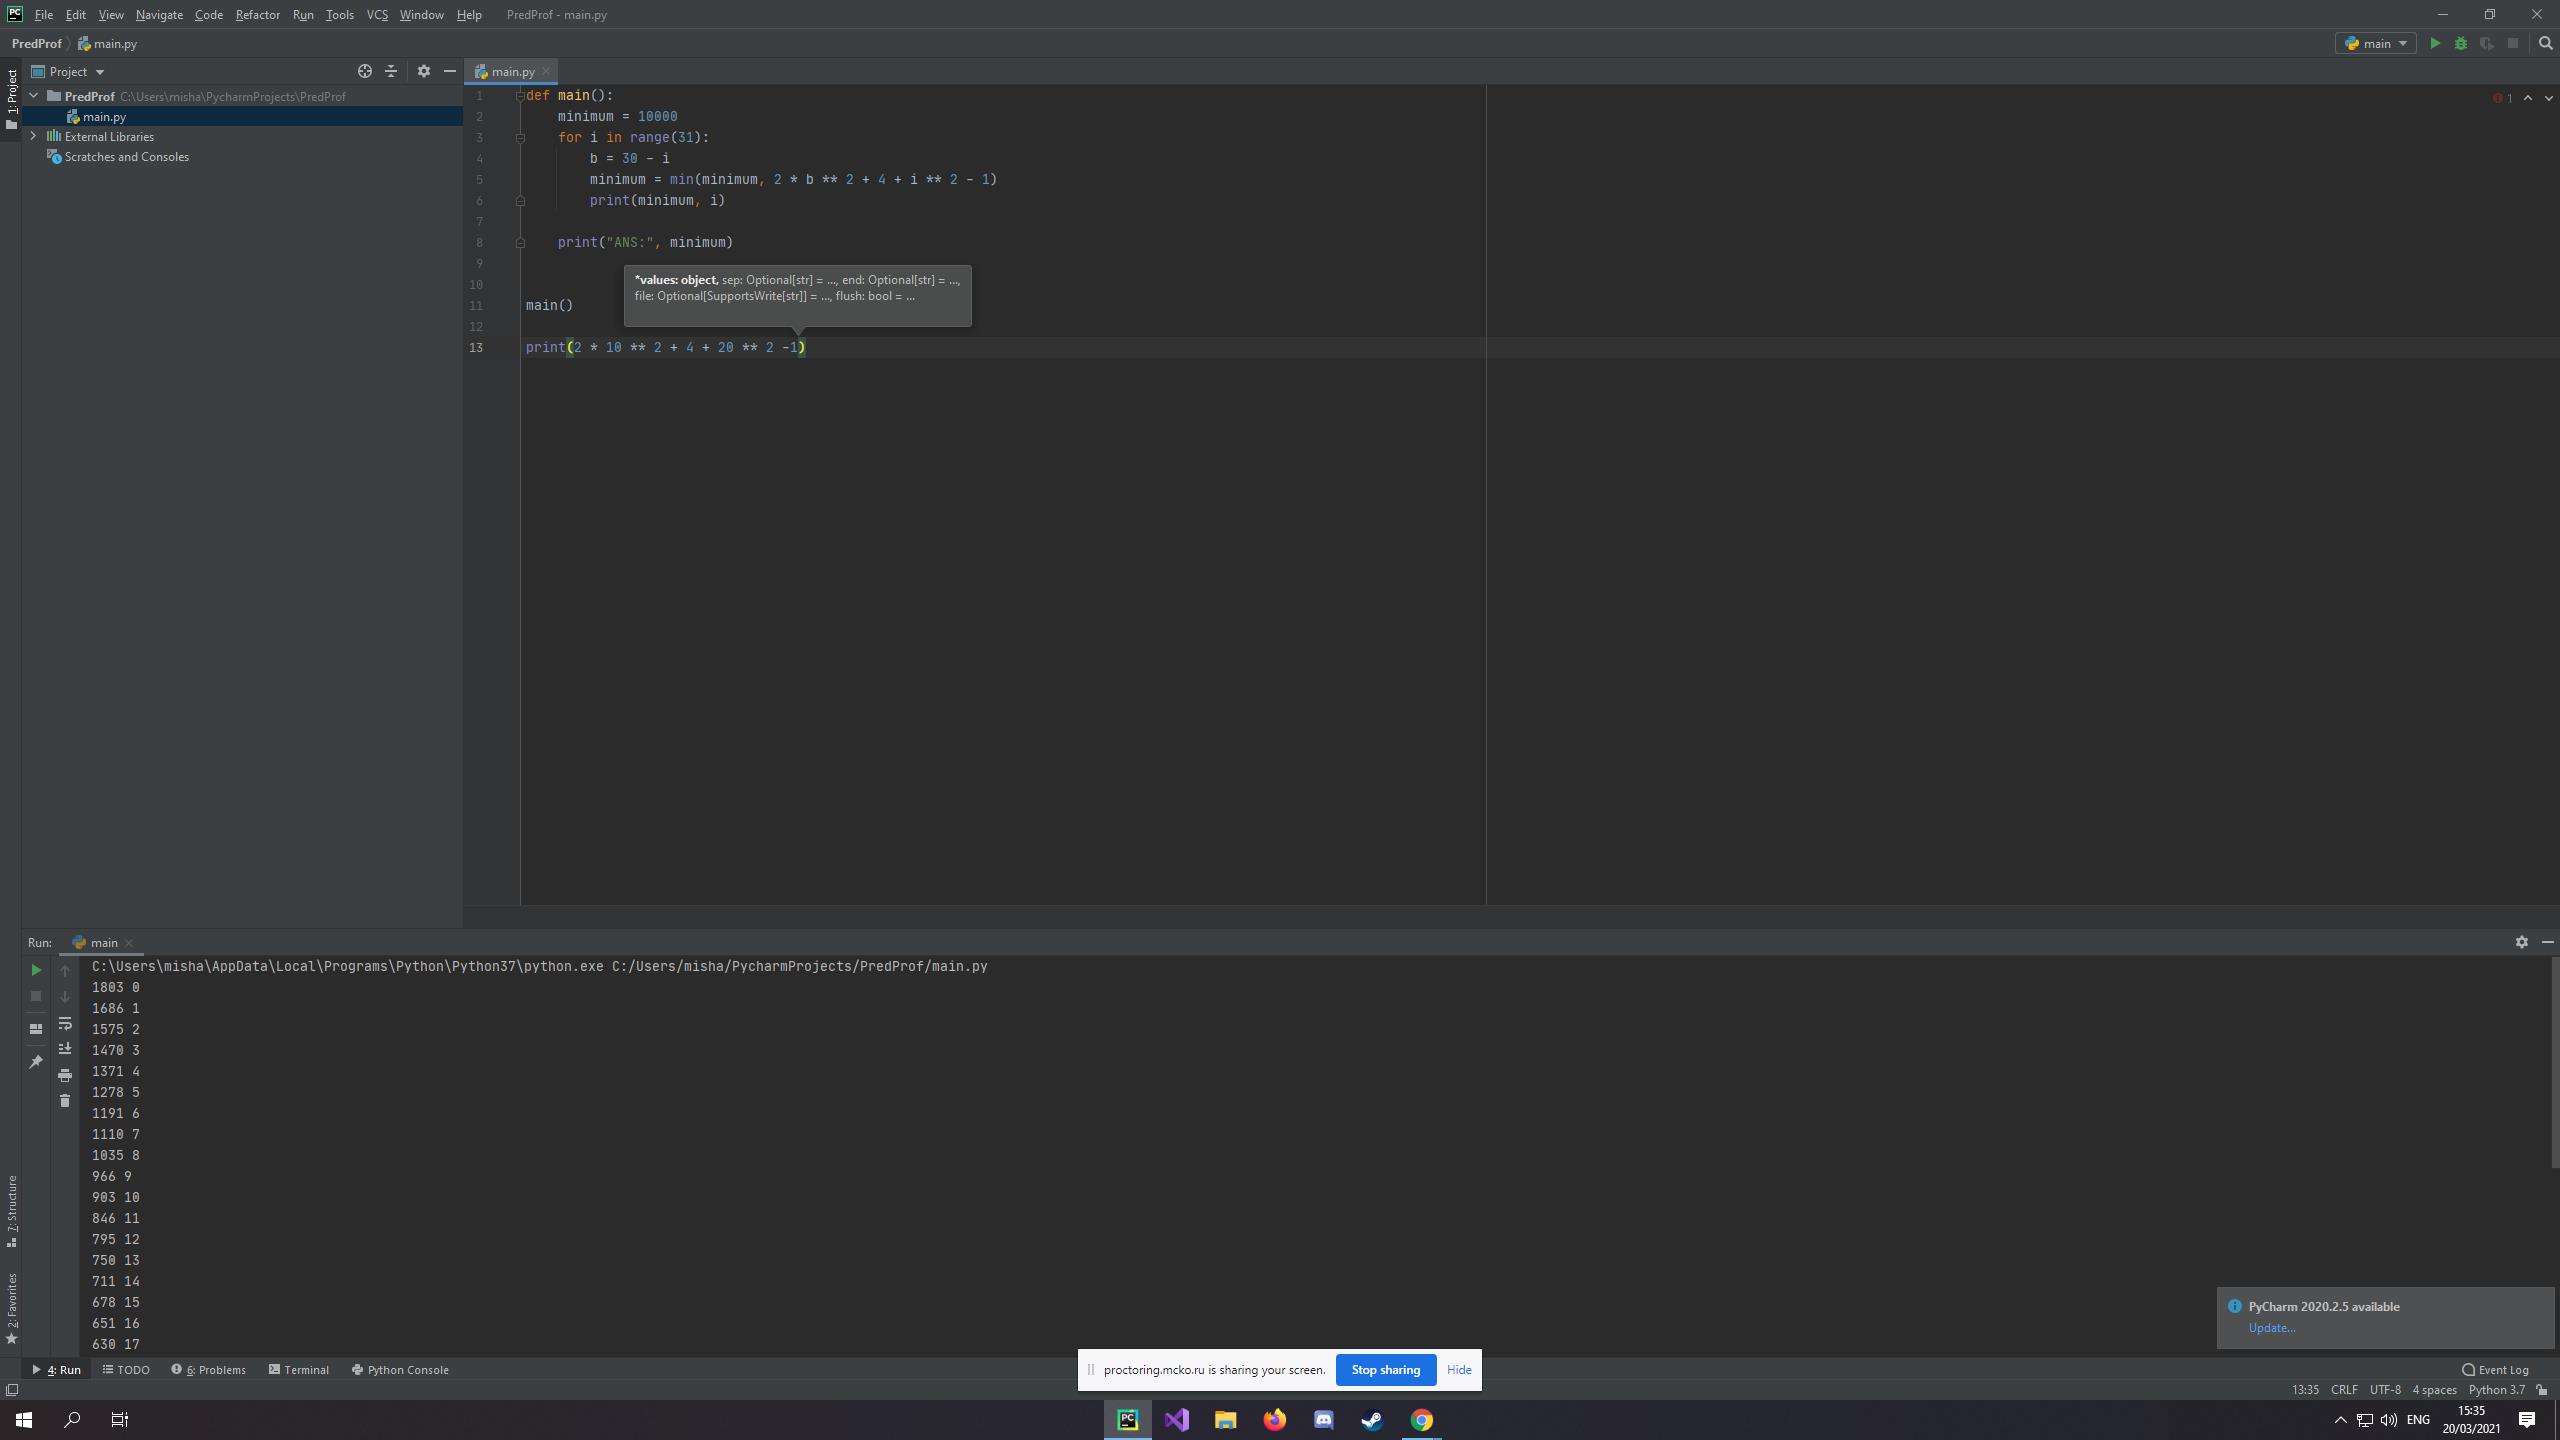 File Edit View Navigate Code Refactor Run Tools VCS Window Help PredProf - main.py
PredProf main.py
main
Project
main.py
1: Project
PredProf C:\Users\misha\PycharmProjects\PredProf
main.py
External Libraries
Scratches and Consoles
1 def main():
2 minimum = 10000
3 for i in range(31):
4 b = 30 - i
5 minimum = min(minimum, 2 * b ** 2 + 4 + i ** 2 - 1)
6 print(minimum, i)
7
8 print("ANS:", minimum)
9
10
11 main()
12
13 print(2 * 10 ** 2 + 4 + 20 ** 2 -1)
1
*values: object, sep: Optional[str] = ..., end: Optional[str] = ...,
file: Optional[SupportsWrite[str]] = ..., flush: bool = ...
Run: main
C:\Users\misha\AppData\Local\Programs\Python\Python37\python.exe C:/Users/misha/PycharmProjects/PredProf/main.py
1803 0
1686 1
1575 2
1470 3
1371 4
1278 5
1191 6
1110 7
1035 8
966 9
903 10
846 11
795 12
750 13
711 14
678 15
651 16
630 17
7: Structure
2: Favorites
PyCharm 2020.2.5 available
Update...
4: Run TODO 6: Problems Terminal Python Console
proctoring.mcko.ru is sharing your screen. Stop sharing Hide
Event Log
13:35 CRLF UTF-8 4 spaces Python 3.7
PC
ENG
15:35
20/03/2021